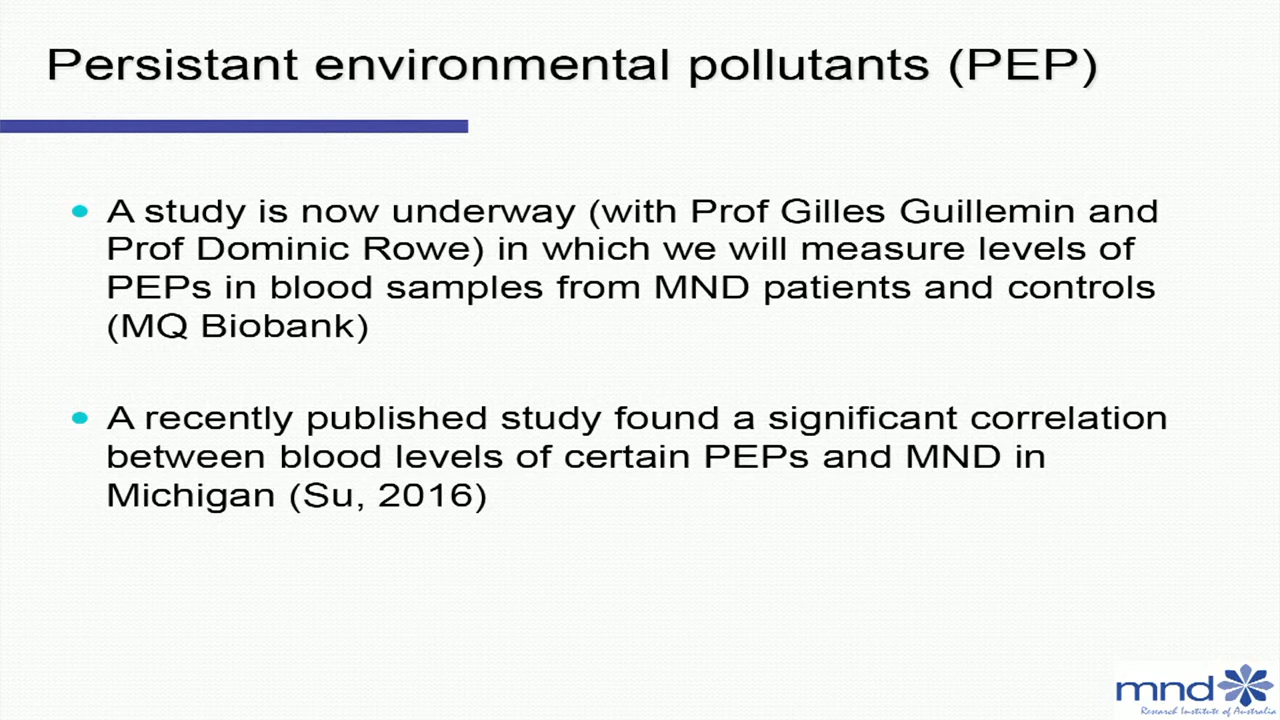 Persistant environmental pollutants (PEP)
A study is now underway (with Prof Gilles Guillemin and
Prof Dominic Rowe) in which we will measure levels of
PEPs in blood samples from MND patients and controls
(MQ Biobank)
A recently published study found a significant correlation
between blood levels of certain PEPs and MND in
Michigan (Su, 2016)
mnd
Research Institute of Australia